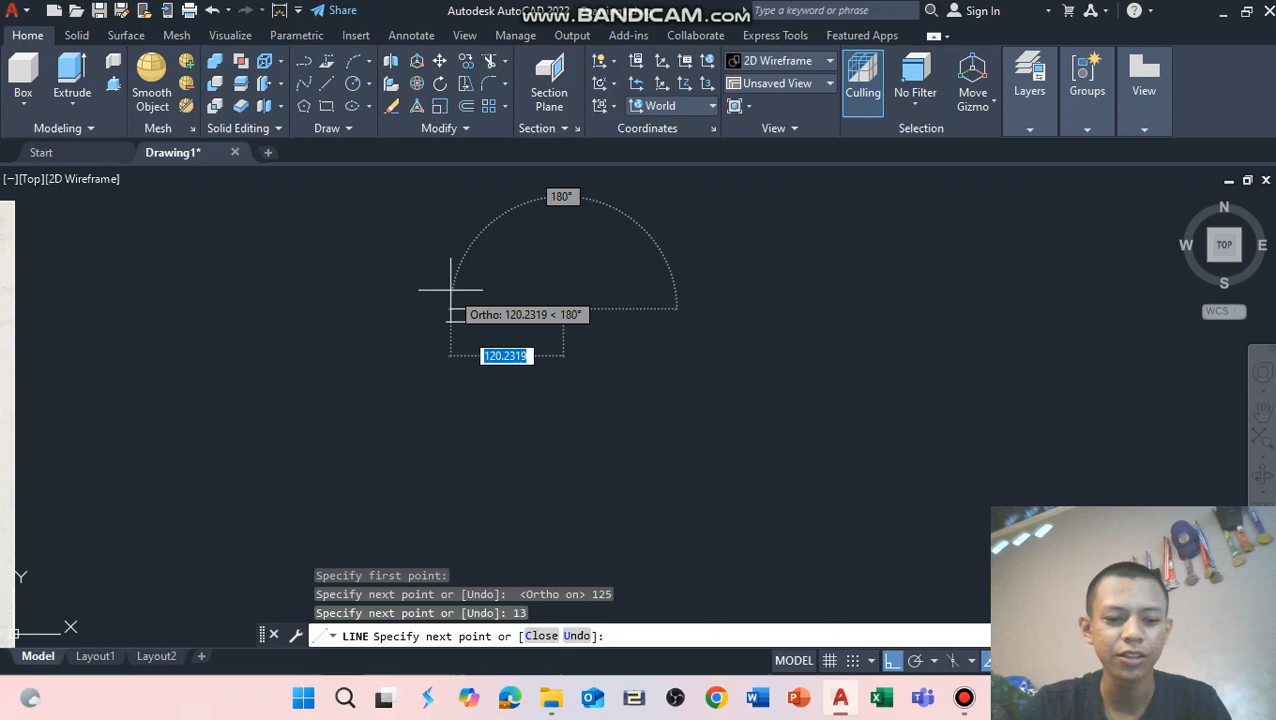 Share
Autodesk AutoCAD 202
www.BANDICAM.com
Type a keyword or phrase
Sign In
Home
Solid
Surface
Mesh
Visualize
Parametric
Insert
Annotate
View
Manage
Output
Add-ins
Collaborate
Express Tools
Featured Apps
2D Wireframe
Unsaved View
World
Box
Extrude
Smooth
Object
Section
Plane
Culling
No Filter
Move
Gizmo
Layers
Groups
View
Modeling
Mesh
Solid Editing
Draw
Modify
Section
Coordinates
View
Selection
Start
Drawing1*
[−][Top][2D Wireframe]
180°
N
W
TOP
E
S
WCS
Ortho: 120.2319 < 180°
120.2319
Y
X
Specify first point:
Specify next point or [Undo]: <Ortho on> 125
Specify next point or [Undo]: 13
LINE Specify next point or [Close Undo]:
Model
Layout1
Layout2
MODEL